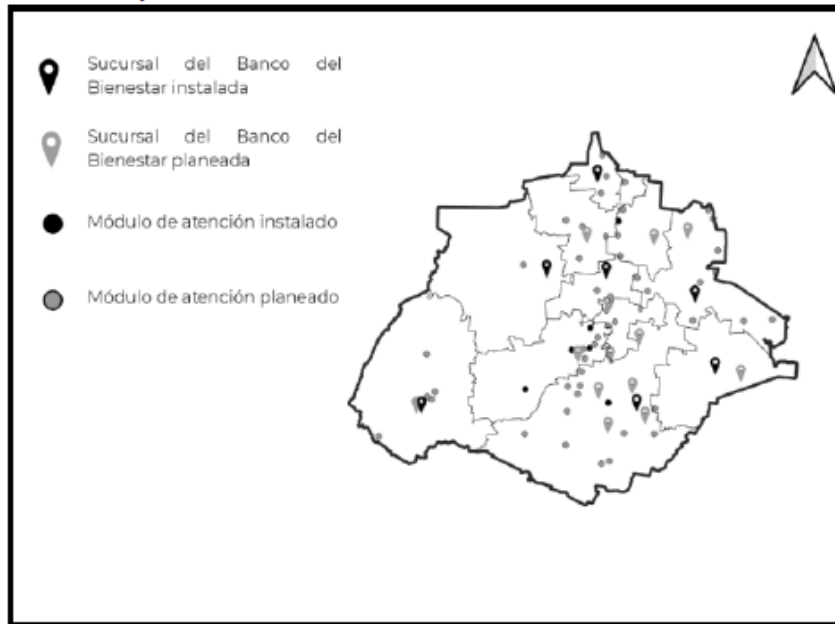 Sucursal del Banco del
Bienestar instalada
Sucursal del Banco del
Bienestar planeada
Módulo de atención instalado
Módulo de atención planeado